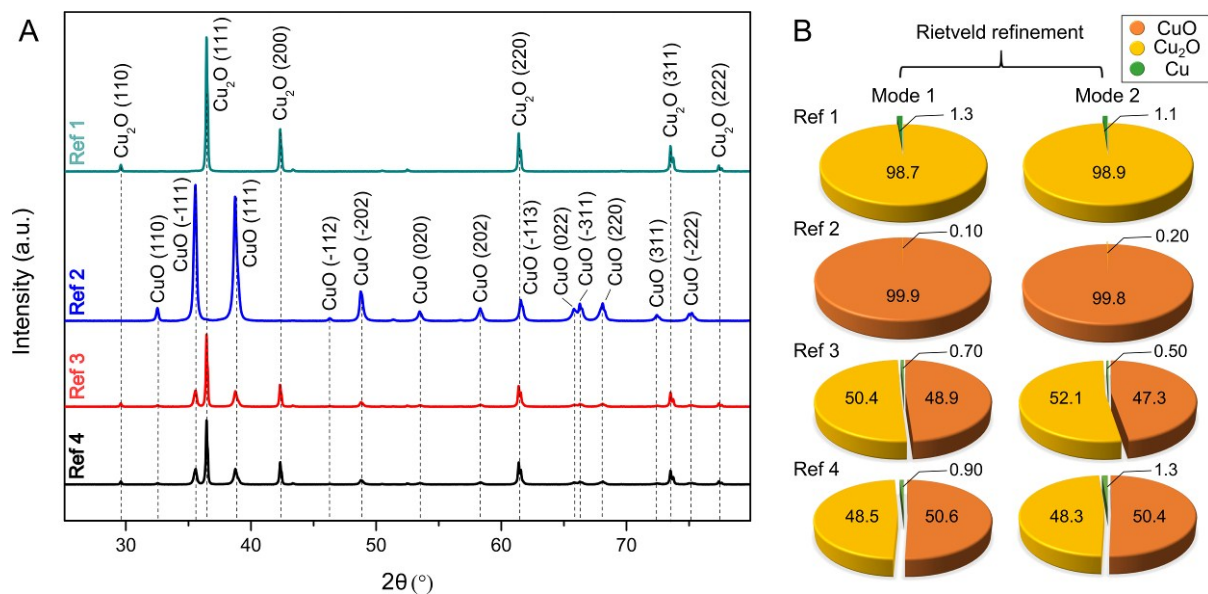 A
Intensity (a.u.)
Ref 1
Cu₂O (110)
Cu₂O (111)
Cu₂O (200)
Cu₂O (220)
Cu₂O (311)
Cu₂O (222)
Ref 2
CuO (110)
CuO (-111)
CuO (111)
CuO (-112)
CuO (-202)
CuO (020)
CuO (202)
CuO (-113)
CuO (022)
CuO (-311)
CuO (220)
CuO (311)
CuO (-222)
Ref 3
Ref 4
30 40 50 60 70
2θ (°)
B
CuO
Cu₂O
Cu
Rietveld refinement
Mode 1 Mode 2
Ref 1
1.3 1.1
98.7 98.9
Ref 2
0.10 0.20
99.9 99.8
Ref 3
0.70 0.50
50.4 48.9 52.1 47.3
Ref 4
0.90 1.3
48.5 50.6 48.3 50.4